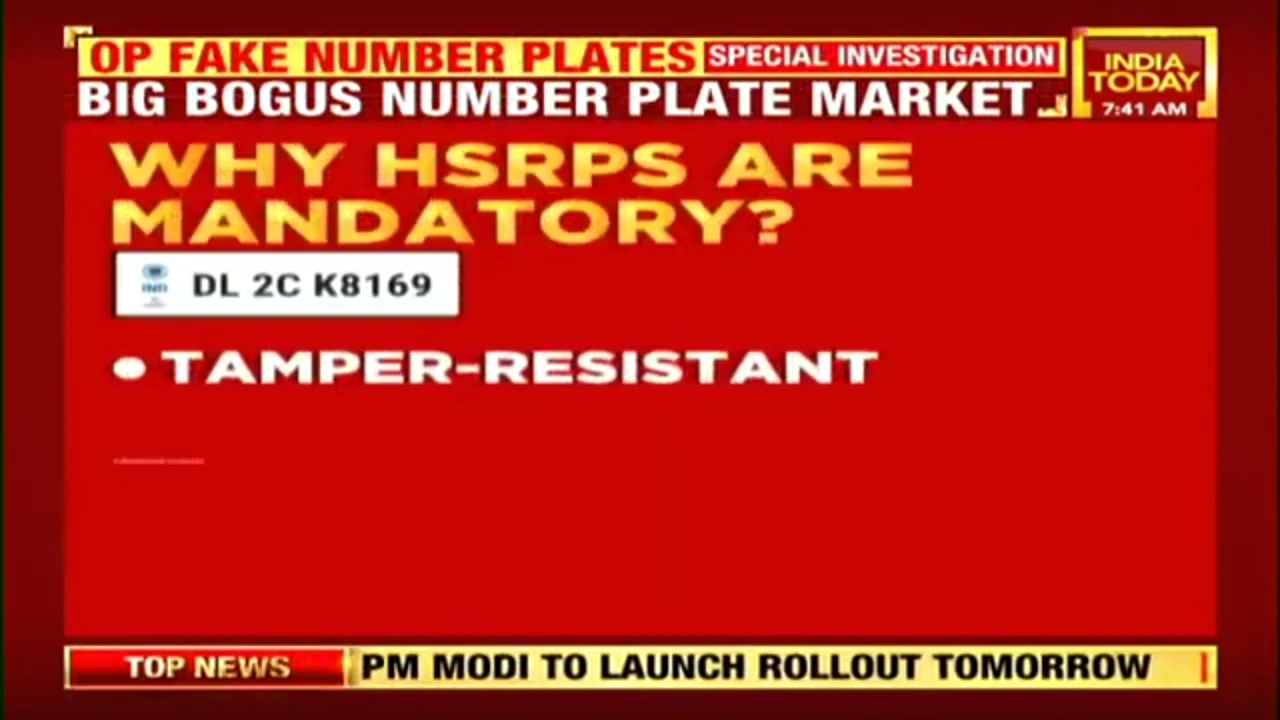 OP FAKE NUMBER PLATES SPECIAL INVESTIGATION
BIG BOGUS NUMBER PLATE MARKET
INDIA
TODAY
7:41 AM
WHY HSRPS ARE
MANDATORY?
IND
DL 2C K8169
• TAMPER-RESISTANT
TOP NEWS PM MODI TO LAUNCH ROLLOUT TOMORROW